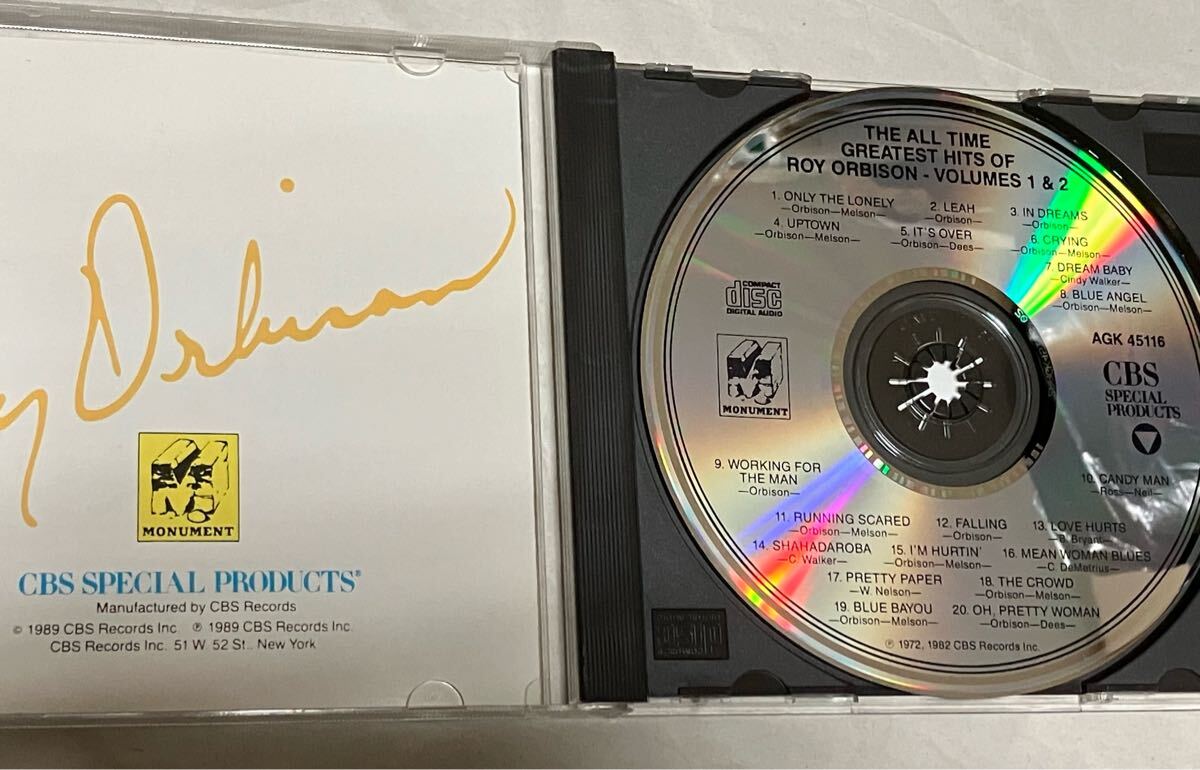 y Orbison
MONUMENT
CBS SPECIAL PRODUCTS®
Manufactured by CBS Records
© 1989 CBS Records Inc. ℗ 1989 CBS Records Inc.
CBS Records Inc. 51 W 52 St., New York
THE ALL TIME
GREATEST HITS OF
ROY ORBISON - VOLUMES 1 & 2
1. ONLY THE LONELY
—Orbison—Melson—
2. LEAH
—Orbison—
3. IN DREAMS
—Orbison—
4. UPTOWN
—Orbison—Melson—
5. IT'S OVER
—Orbison—Dees—
6. CRYING
—Orbison—Melson—
7. DREAM BABY
—Cindy Walker—
8. BLUE ANGEL
—Orbison—Melson—
COMPACT
disc
DIGITAL AUDIO
MONUMENT
AGK 45116
CBS
SPECIAL
PRODUCTS
9. WORKING FOR
THE MAN
—Orbison—
10. CANDY MAN
—Ross—Neil—
11. RUNNING SCARED
—Orbison—Melson—
12. FALLING
—Orbison—
13. LOVE HURTS
—B. Bryant—
14. SHAHADAROBA
—C. Walker—
15. I'M HURTIN'
—Orbison—Melson—
16. MEAN WOMAN BLUES
—C. DeMetrius—
17. PRETTY PAPER
—W. Nelson—
18. THE CROWD
—Orbison—Melson—
19. BLUE BAYOU
—Orbison—Melson—
20. OH, PRETTY WOMAN
—Orbison—Dees—
℗ 1972, 1982 CBS Records Inc.